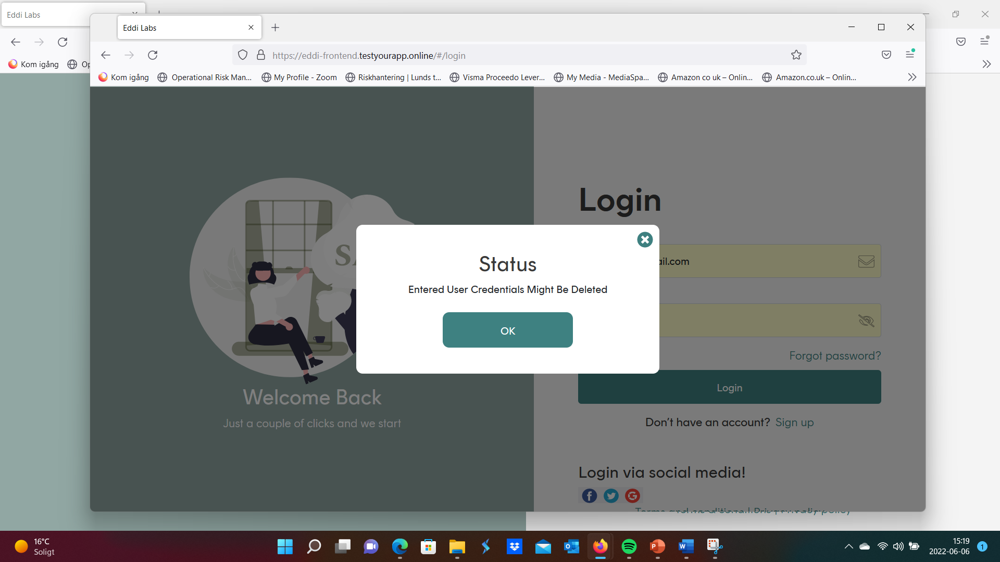 Eddi Labs
Eddi Labs
https://eddi-frontend.testyourapp.online/#/login
Kom igång
Op
Kom igång
Operational Risk Man...
My Profile - Zoom
Riskhantering | Lunds t...
Visma Proceedo Lever...
My Media - MediaSpa...
Amazon co uk – Onlin...
Amazon.co.uk – Onlin...
SA
Welcome Back
Just a couple of clicks and we start
Login
ail.com
Status
Entered User Credentials Might Be Deleted
OK
Forgot password?
Login
Don't have an account? Sign up
Login via social media!
16°C
Soligt
15:19
2022-06-06
1